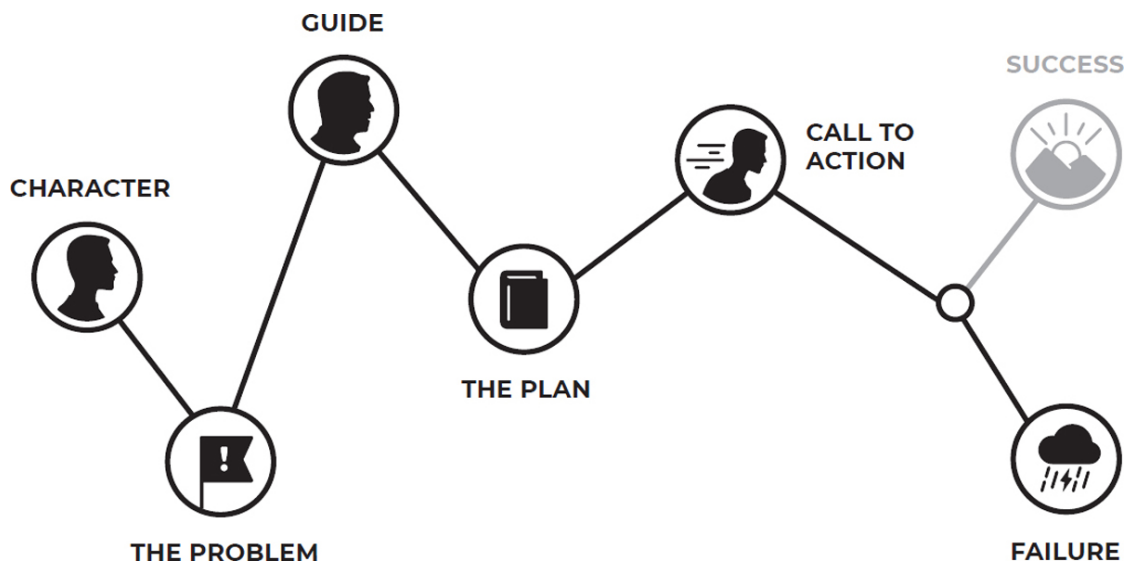 GUIDE
SUCCESS
CALL TO
ACTION
CHARACTER
!
THE PLAN
THE PROBLEM
FAILURE